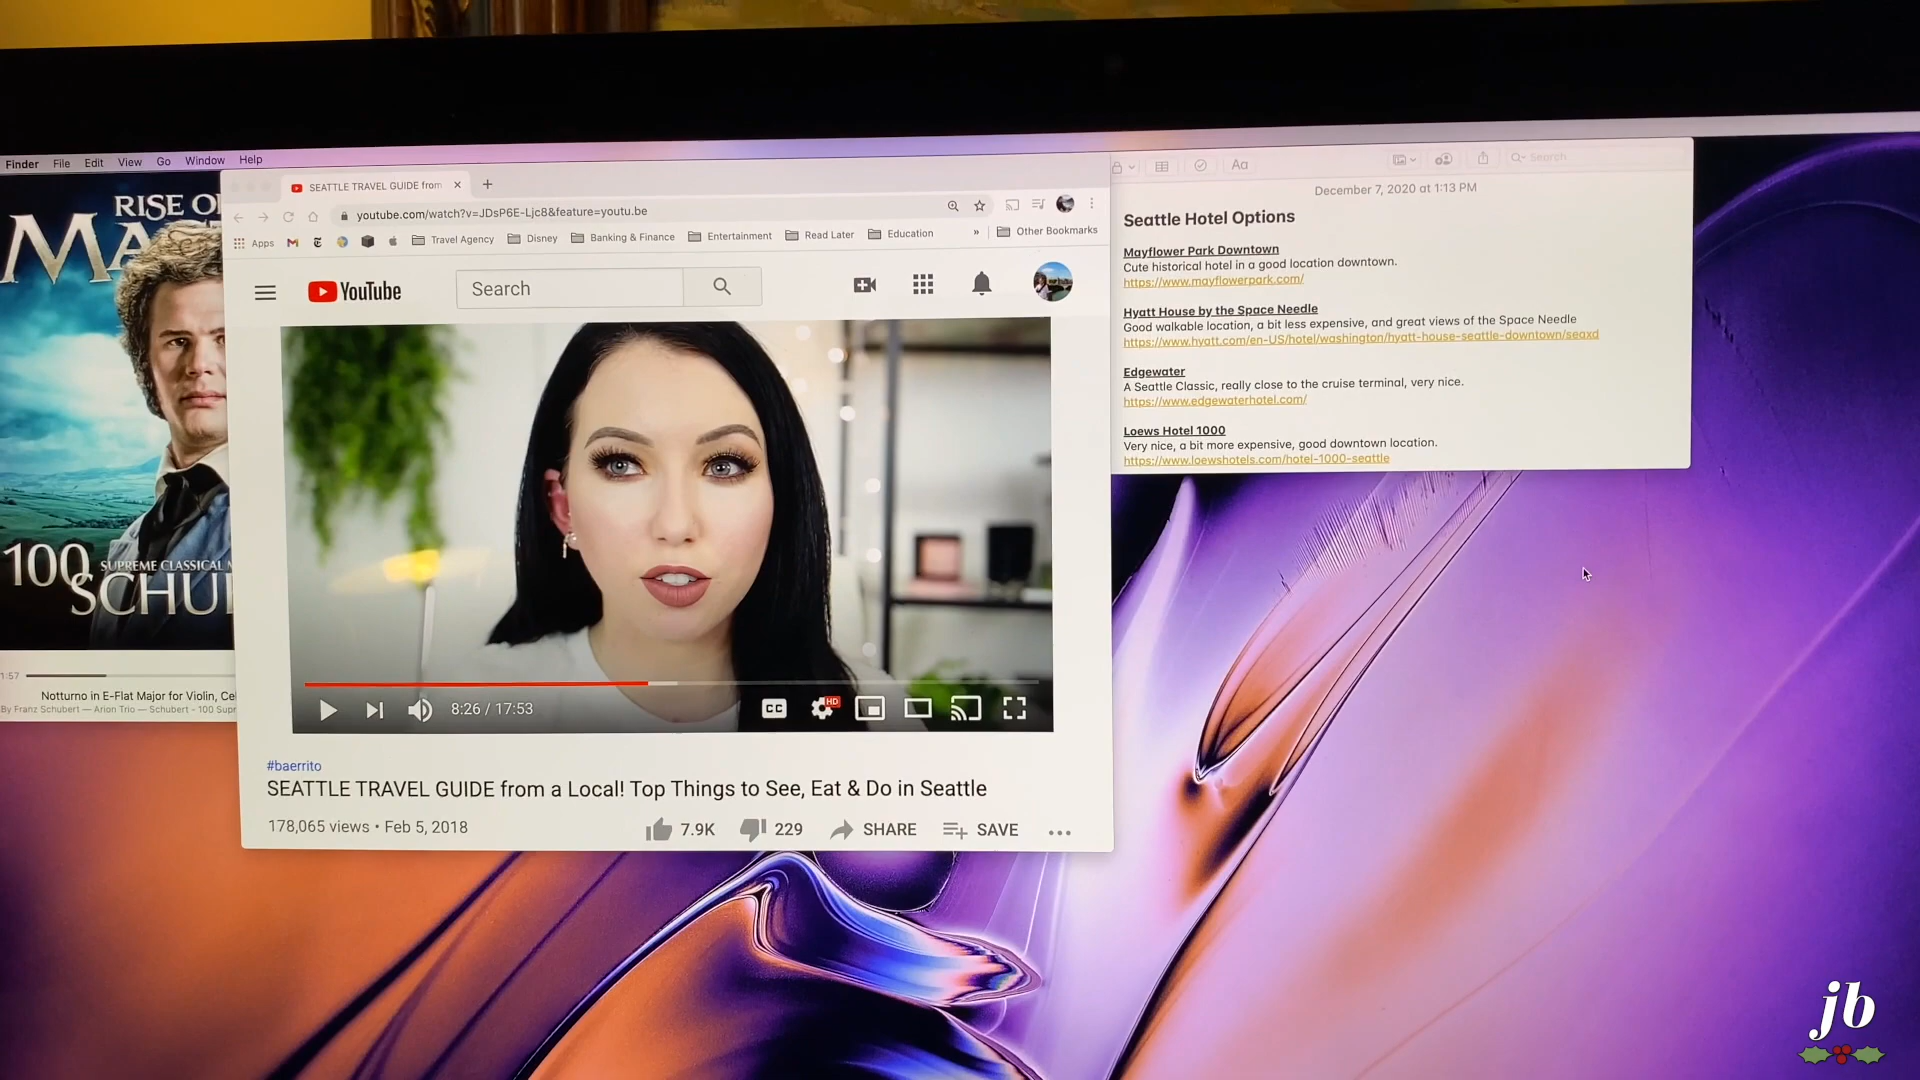 Finder File Edit View Go Window Help
RISE O
MA
100 SUPREME CLASSICAL
SCHU
1:57
Notturno in E-Flat Major for Violin, Ce
By Franz Schubert — Arion Trio — Schubert - 100 Sup
SEATTLE TRAVEL GUIDE from
youtube.com/watch?v=JDsP6E-Ljc8&feature=youtu.be
Apps Travel Agency Disney Banking & Finance Entertainment Read Later Education » Other Bookmarks
YouTube
Search
8:26 / 17:53
CC HD
#baerrito
SEATTLE TRAVEL GUIDE from a Local! Top Things to See, Eat & Do in Seattle
178,065 views • Feb 5, 2018
7.9K 229 SHARE SAVE
Aa Search
December 7, 2020 at 1:13 PM
Seattle Hotel Options
Mayflower Park Downtown
Cute historical hotel in a good location downtown.
https://www.mayflowerpark.com/
Hyatt House by the Space Needle
Good walkable location, a bit less expensive, and great views of the Space Needle
https://www.hyatt.com/en-US/hotel/washington/hyatt-house-seattle-downtown/seaxd
Edgewater
A Seattle Classic, really close to the cruise terminal, very nice.
https://www.edgewaterhotel.com/
Loews Hotel 1000
Very nice, a bit more expensive, good downtown location.
https://www.loewshotels.com/hotel-1000-seattle
jb